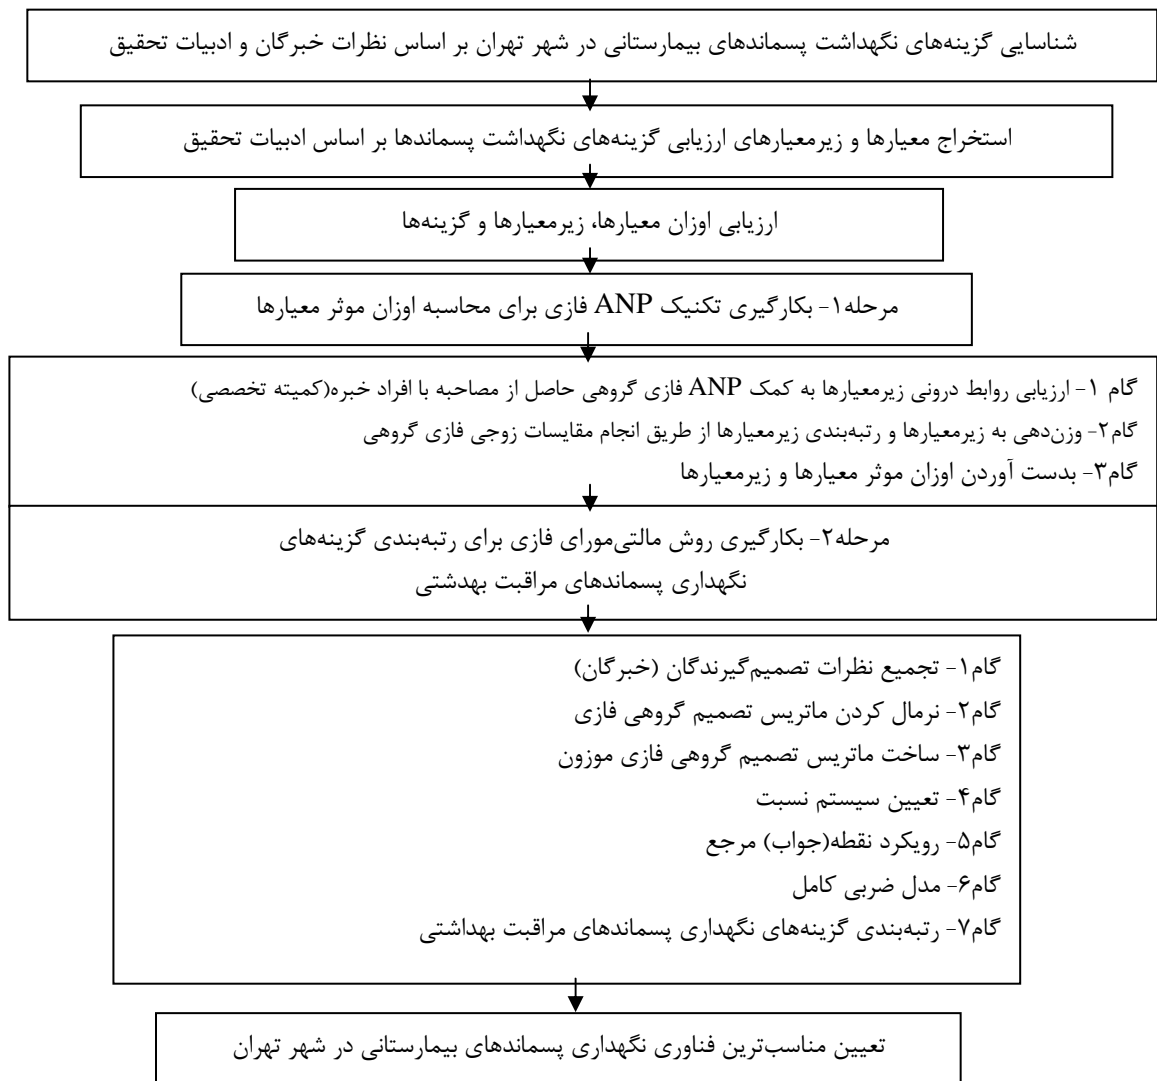 شناسایی گزینه‌های نگهداشت پسماندهای بیمارستانی در شهر تهران بر اساس نظرات خبرگان و ادبیات تحقیق
استخراج معیارها و زیرمعیارهای ارزیابی گزینه‌های نگهداشت پسماندها بر اساس ادبیات تحقیق
ارزیابی اوزان معیارها، زیرمعیارها و گزینه‌ها
مرحله۱- بکارگیری تکنیک ANP فازی برای محاسبه اوزان موثر معیارها
گام ۱- ارزیابی روابط درونی زیرمعیارها به کمک ANP فازی گروهی حاصل از مصاحبه با افراد خبره(کمیته تخصصی)
گام۲- وزن‌دهی به زیرمعیارها و رتبه‌بندی زیرمعیارها از طریق انجام مقایسات زوجی فازی گروهی
گام۳- بدست آوردن اوزان موثر معیارها و زیرمعیارها
مرحله۲- بکارگیری روش مالتی‌مورای فازی برای رتبه‌بندی گزینه‌های
نگهداری پسماندهای مراقبت بهدشتی
گام۱- تجمیع نظرات تصمیم‌گیرندگان (خبرگان)
گام۲- نرمال کردن ماتریس تصمیم گروهی فازی
گام۳- ساخت ماتریس تصمیم گروهی فازی موزون
گام۴- تعیین سیستم نسبت
گام۵- رویکرد نقطه(جواب) مرجع
گام۶- مدل ضربی کامل
گام۷- رتبه‌بندی گزینه‌های نگهداری پسماندهای مراقبت بهداشتی
تعیین مناسب‌ترین فناوری نگهداری پسماندهای بیمارستانی در شهر تهران